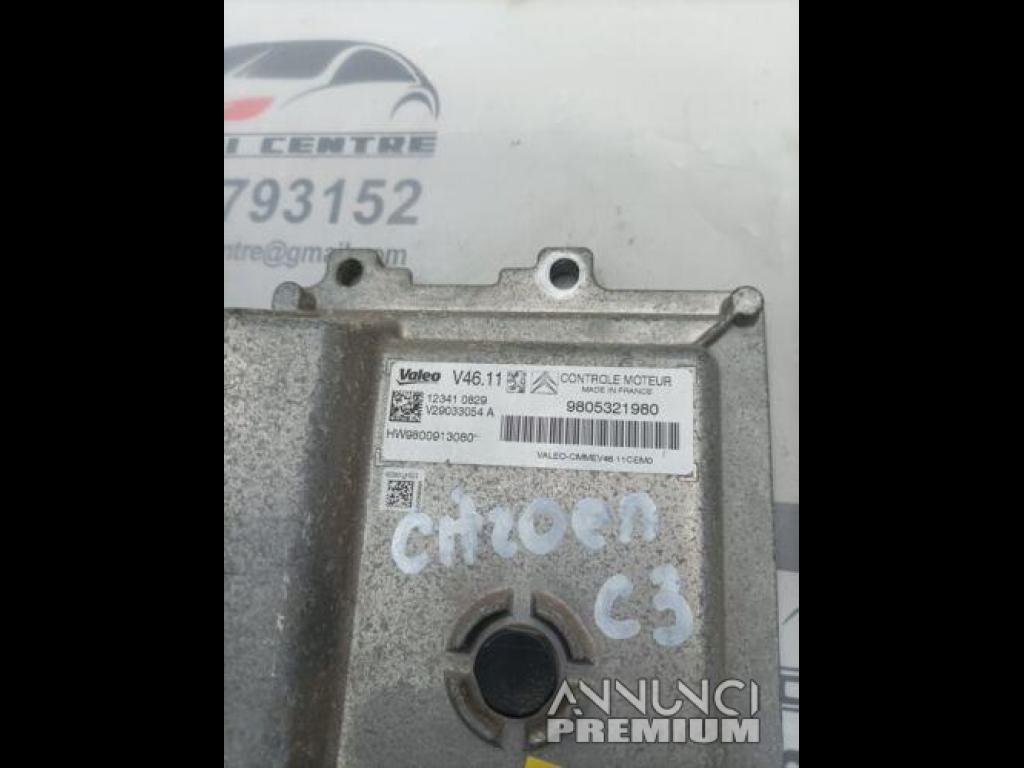 I CENTRE
793152
ntre@gmail.com
Valeo V46.11 CONTROLE MOTEUR
MADE IN FRANCE
12341 0829
V29033054 A
9805321980
HW9800913080
VALEO-CMMEV46 11CEM0
CitROEN
C3
ANNUNCI
PREMIUM